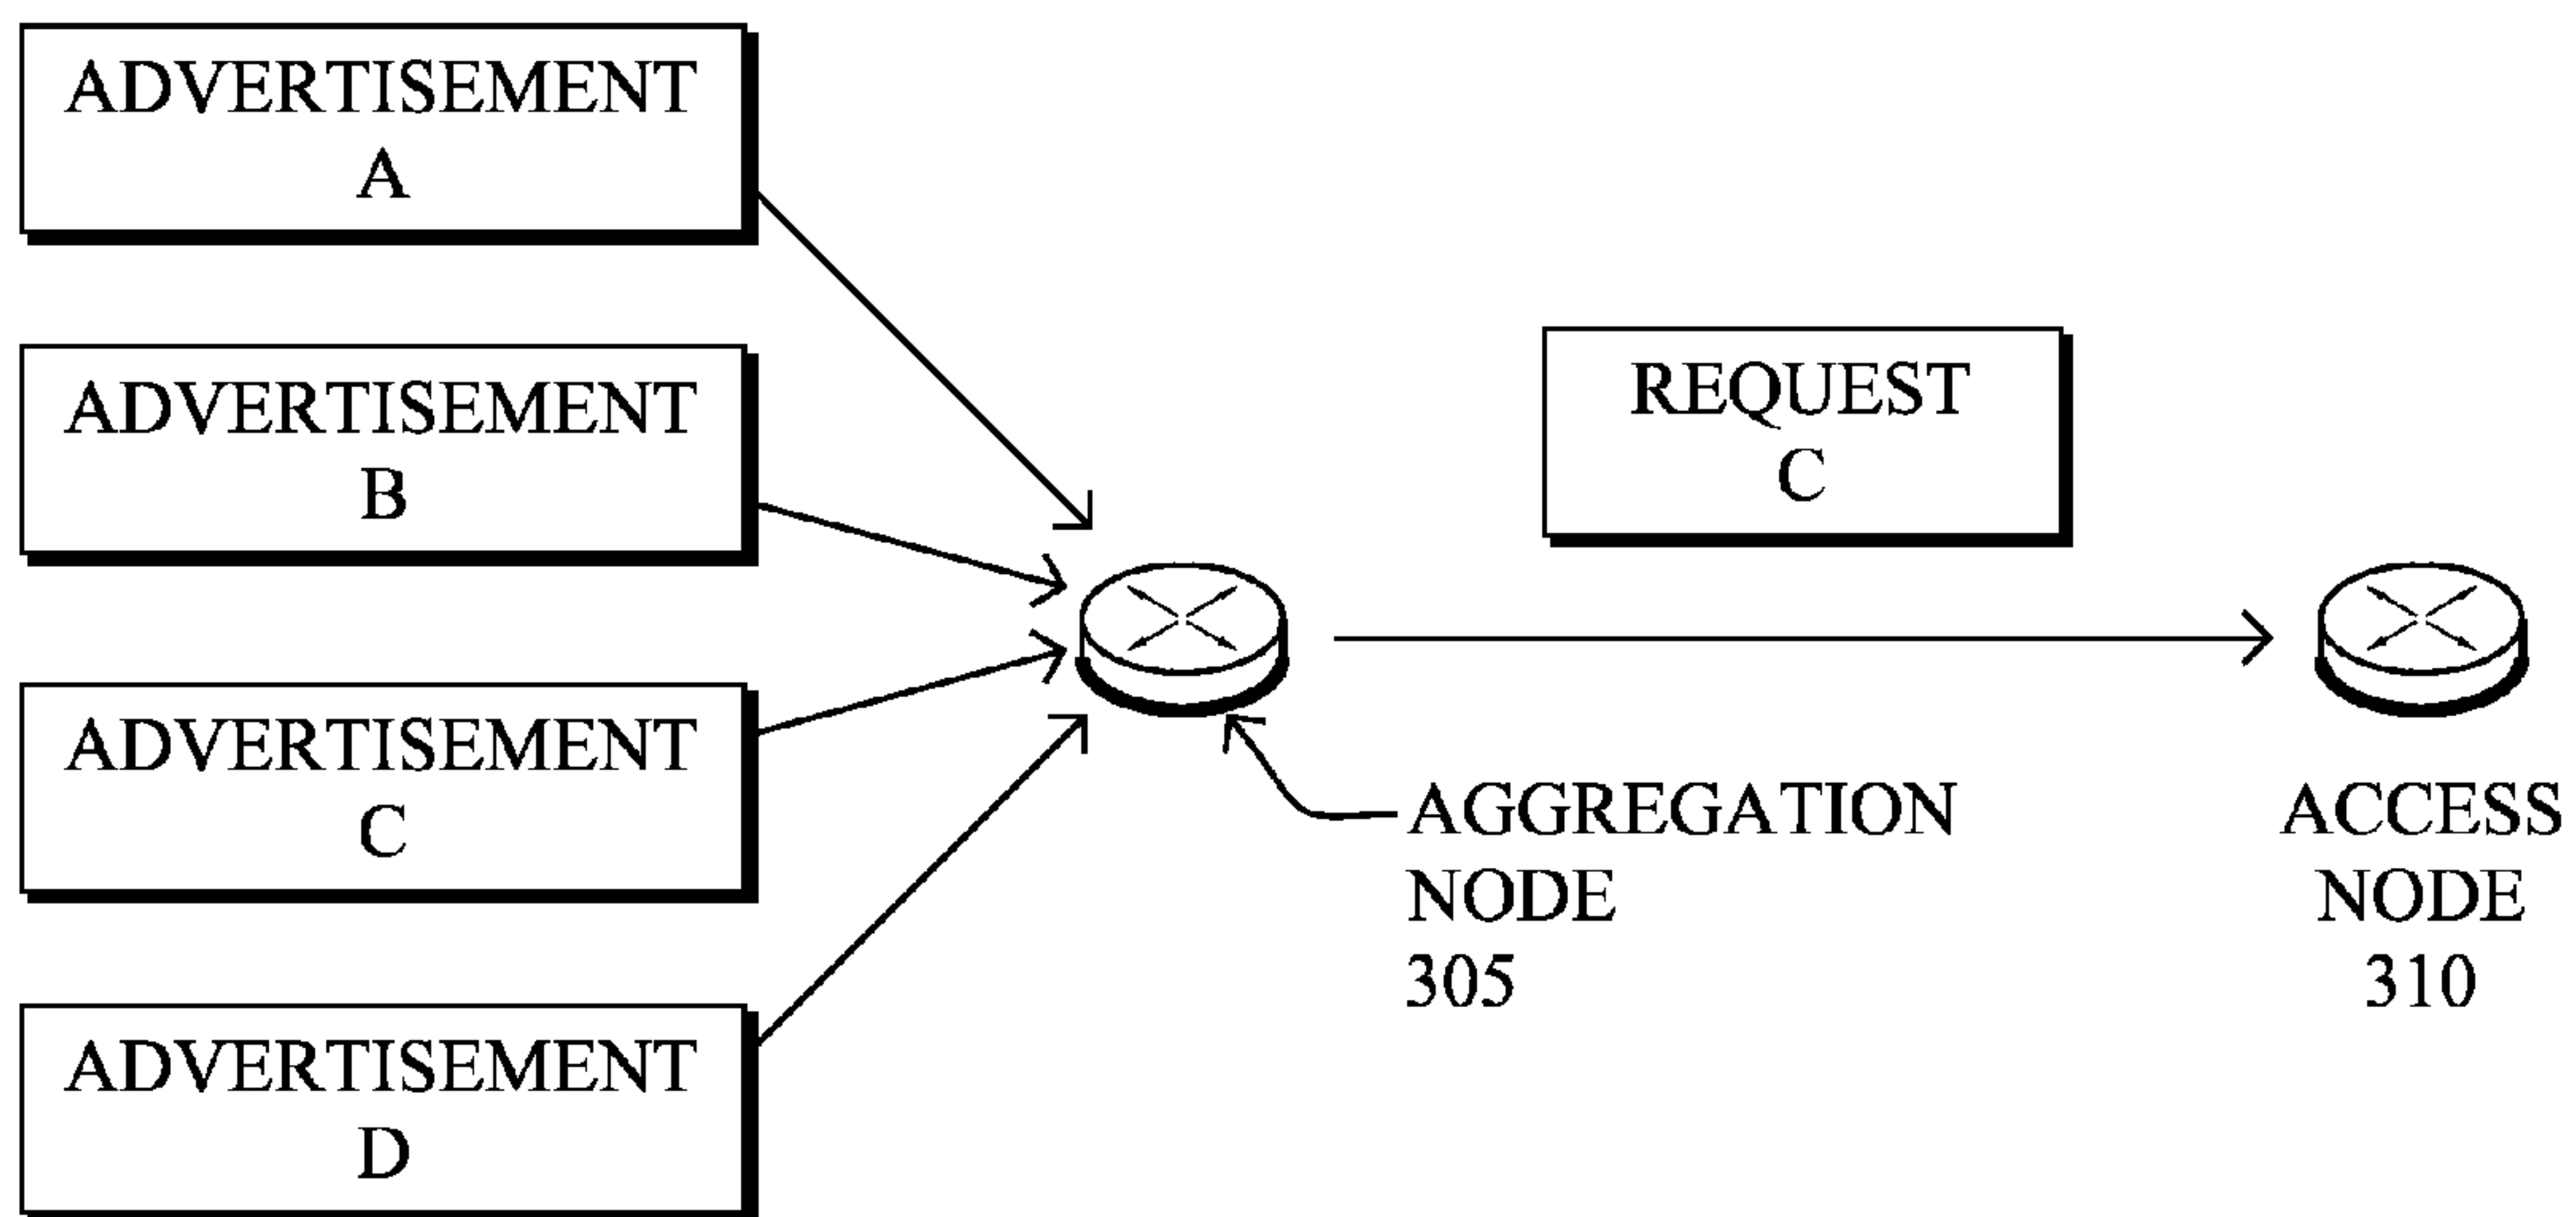 ADVERTISEMENT
A
ADVERTISEMENT
B
ADVERTISEMENT
C
ADVERTISEMENT
D
REQUEST
C
AGGREGATION
NODE
305
ACCESS
NODE
310